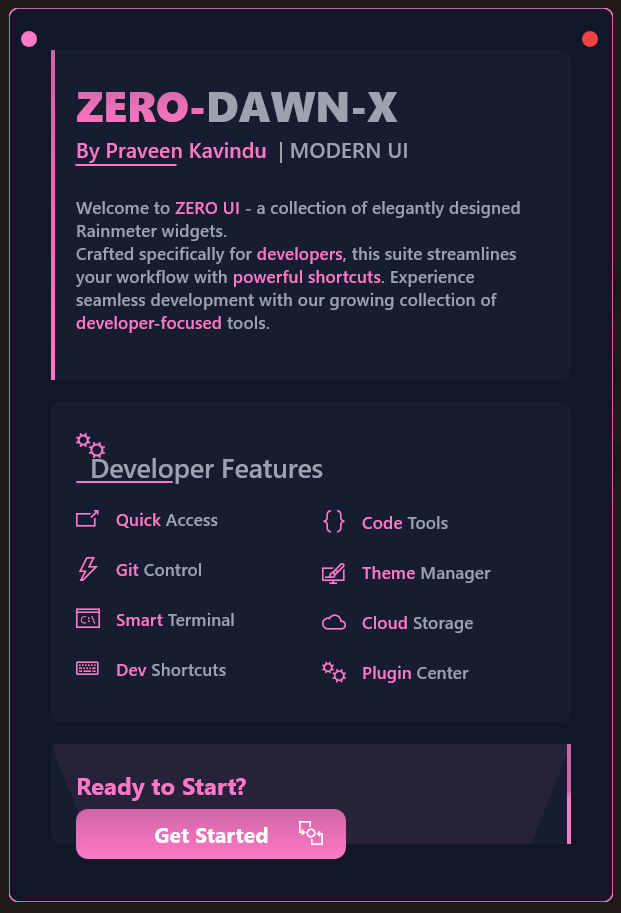 ZERO-DAWN-X
By Praveen Kavindu | MODERN UI
Welcome to ZERO UI - a collection of elegantly designed
Rainmeter widgets.
Crafted specifically for developers, this suite streamlines
your workflow with powerful shortcuts. Experience
seamless development with our growing collection of
developer-focused tools.
Developer Features
Quick Access
Code Tools
Git Control
Theme Manager
C:\
Smart Terminal
Cloud Storage
Dev Shortcuts
Plugin Center
Ready to Start?
Get Started